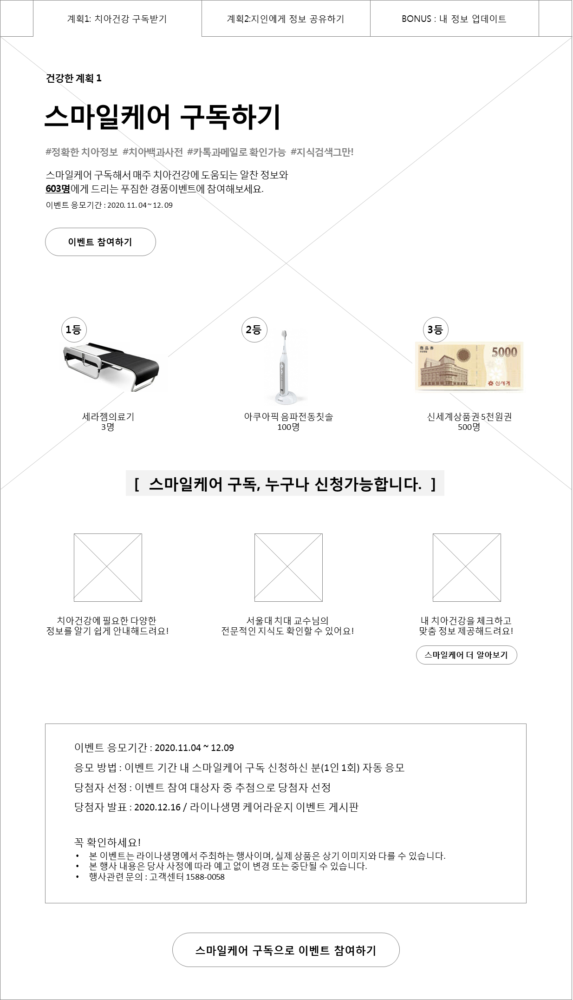 계획1: 치아건강 구독받기
계획2:지인에게 정보 공유하기
BONUS : 내 정보 업데이트
건강한 계획 1
스마일케어 구독하기
#정확한 치아정보 #치아백과사전 #카톡과메일로 확인가능 #지식검색그만!
스마일케어 구독해서 매주 치아건강에 도움되는 알찬 정보와
603명에게 드리는 푸짐한 경품이벤트에 참여해보세요.
이벤트 응모기간 : 2020. 11. 04 ~ 12. 09
이벤트 참여하기
1등
2등
3등
商品券
5000
신세계
세라젬의료기
3명
아쿠아픽 음파전동칫솔
100명
신세계상품권 5천원권
500명
[ 스마일케어 구독, 누구나 신청가능합니다. ]
치아건강에 필요한 다양한
정보를 알기 쉽게 안내해드려요!
서울대 치대 교수님의
전문적인 지식도 확인할 수 있어요!
내 치아건강을 체크하고
맞춤 정보 제공해드려요!
스마일케어 더 알아보기
이벤트 응모기간 : 2020.11.04 ~ 12.09
응모 방법 : 이벤트 기간 내 스마일케어 구독 신청하신 분(1인 1회) 자동 응모
당첨자 선정 : 이벤트 참여 대상자 중 추첨으로 당첨자 선정
당첨자 발표 : 2020.12.16 / 라이나생명 케어라운지 이벤트 게시판
꼭 확인하세요!
• 본 이벤트는 라이나생명에서 주최하는 행사이며, 실제 상품은 상기 이미지와 다를 수 있습니다.
• 본 행사 내용은 당사 사정에 따라 예고 없이 변경 또는 중단될 수 있습니다.
• 행사관련 문의 : 고객센터 1588-0058
스마일케어 구독으로 이벤트 참여하기